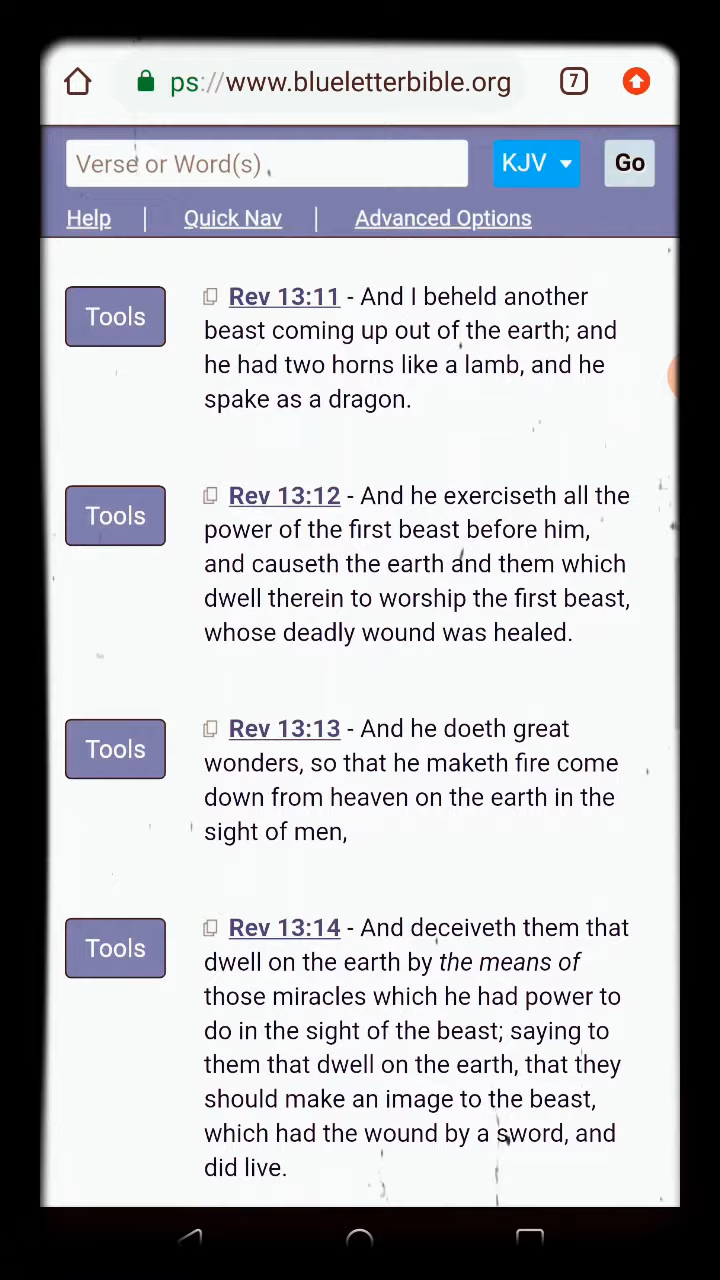 ps://www.blueletterbible.org
7
Verse or Word(s)
KJV
Go
Help | Quick Nav | Advanced Options
Tools
Rev 13:11 - And I beheld another
beast coming up out of the earth; and
he had two horns like a lamb, and he
spake as a dragon.
Tools
Rev 13:12 - And he exerciseth all the
power of the first beast before him,
and causeth the earth and them which
dwell therein to worship the first beast,
whose deadly wound was healed.
Tools
Rev 13:13 - And he doeth great
wonders, so that he maketh fire come
down from heaven on the earth in the
sight of men,
Tools
Rev 13:14 - And deceiveth them that
dwell on the earth by the means of
those miracles which he had power to
do in the sight of the beast; saying to
them that dwell on the earth, that they
should make an image to the beast,
which had the wound by a sword, and
did live.